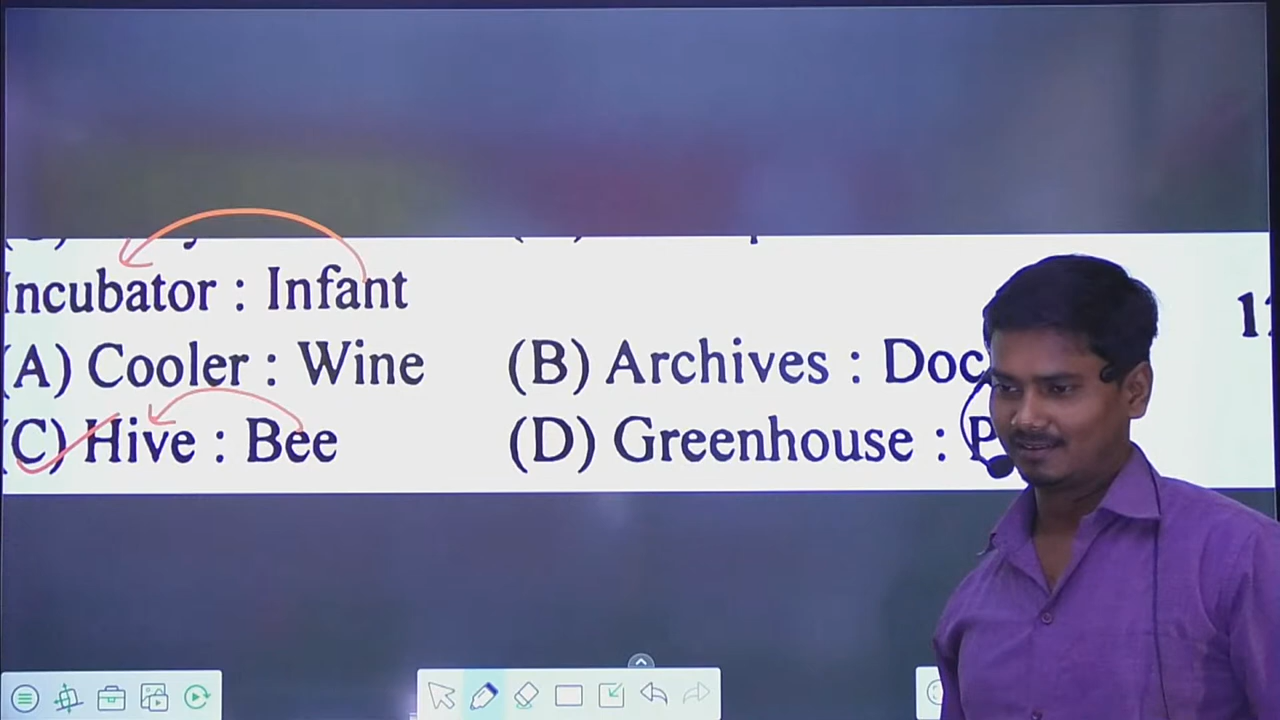 Incubator : Infant
(A) Cooler : Wine (B) Archives : Doc
(C) Hive : Bee (D) Greenhouse : P